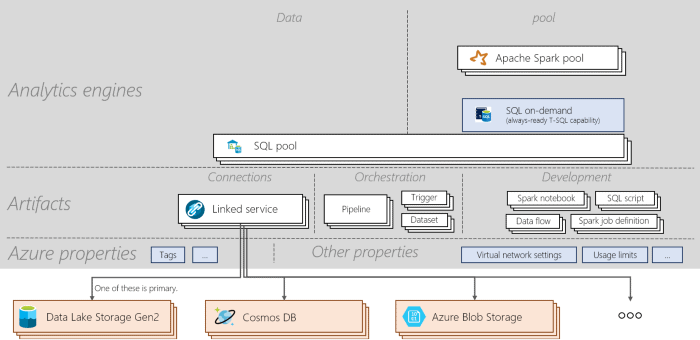 Data
pool
Apache Spark pool
Analytics engines
SQL on-demand
(always-ready T-SQL capability)
SQL pool
Connections
Orchestration
Development
Artifacts
Linked service
Pipeline
Trigger
Dataset
Spark notebook
SQL script
Data flow
Spark job definition
Azure properties
Tags
...
Other properties
Virtual network settings
Usage limits
...
One of these is primary.
Data Lake Storage Gen2
Cosmos DB
Azure Blob Storage